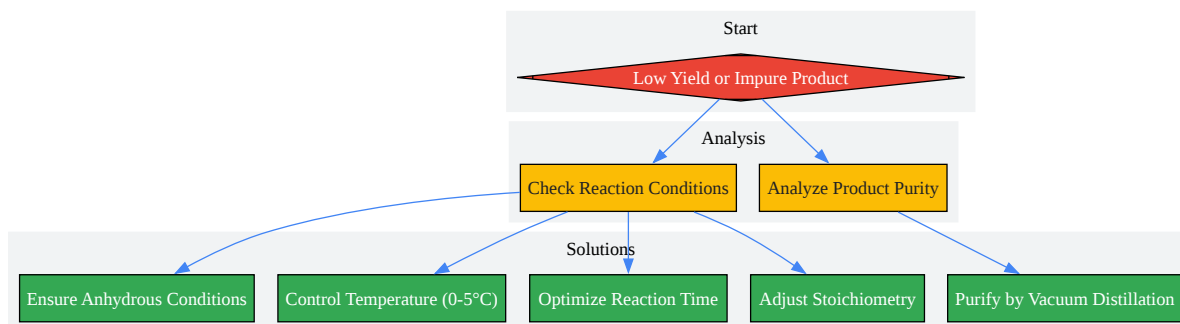 Start
Low Yield or Impure Product
Analysis
Check Reaction Conditions
Analyze Product Purity
Solutions
Ensure Anhydrous Conditions
Control Temperature (0-5°C)
Optimize Reaction Time
Adjust Stoichiometry
Purify by Vacuum Distillation